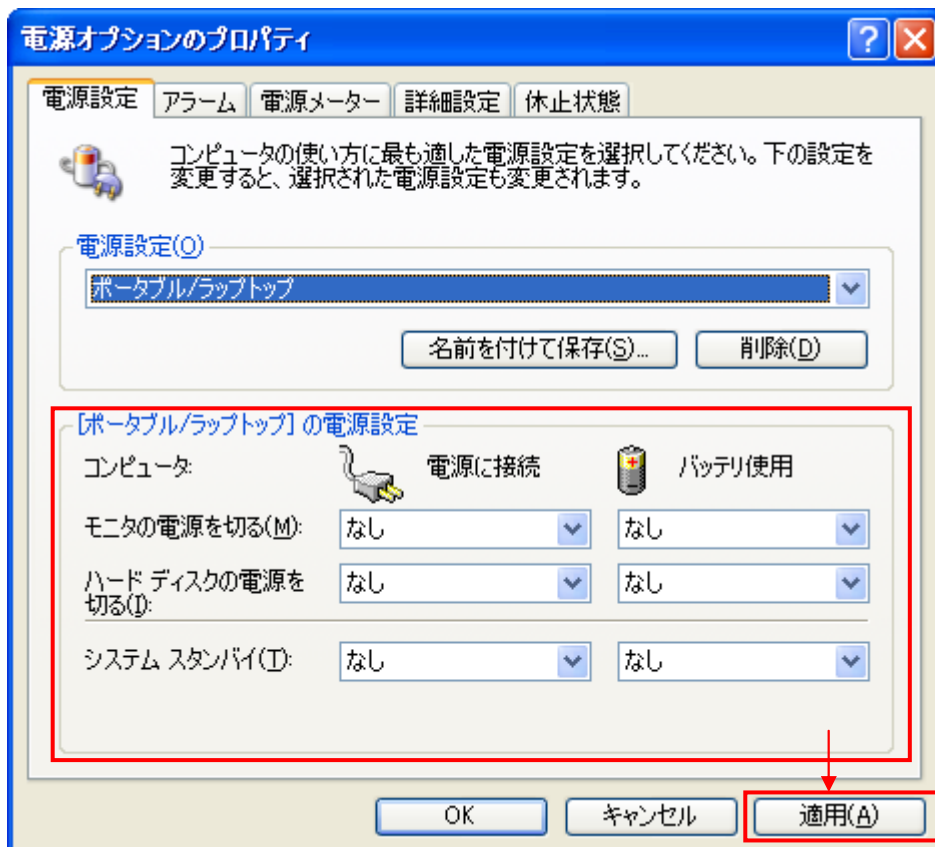 電源オプションのプロパティ
電源設定 アラーム 電源メーター 詳細設定 休止状態
コンピュータの使い方に最も適した電源設定を選択してください。下の設定を
変更すると、選択された電源設定も変更されます。
電源設定(O)
ポータブル/ラップトップ
名前を付けて保存(S)... 削除(D)
[ポータブル/ラップトップ] の電源設定
コンピュータ: 電源に接続 バッテリ使用
モニタの電源を切る(M): なし なし
ハード ディスクの電源を
切る(I): なし なし
システム スタンバイ(T): なし なし
OK キャンセル 適用(A)